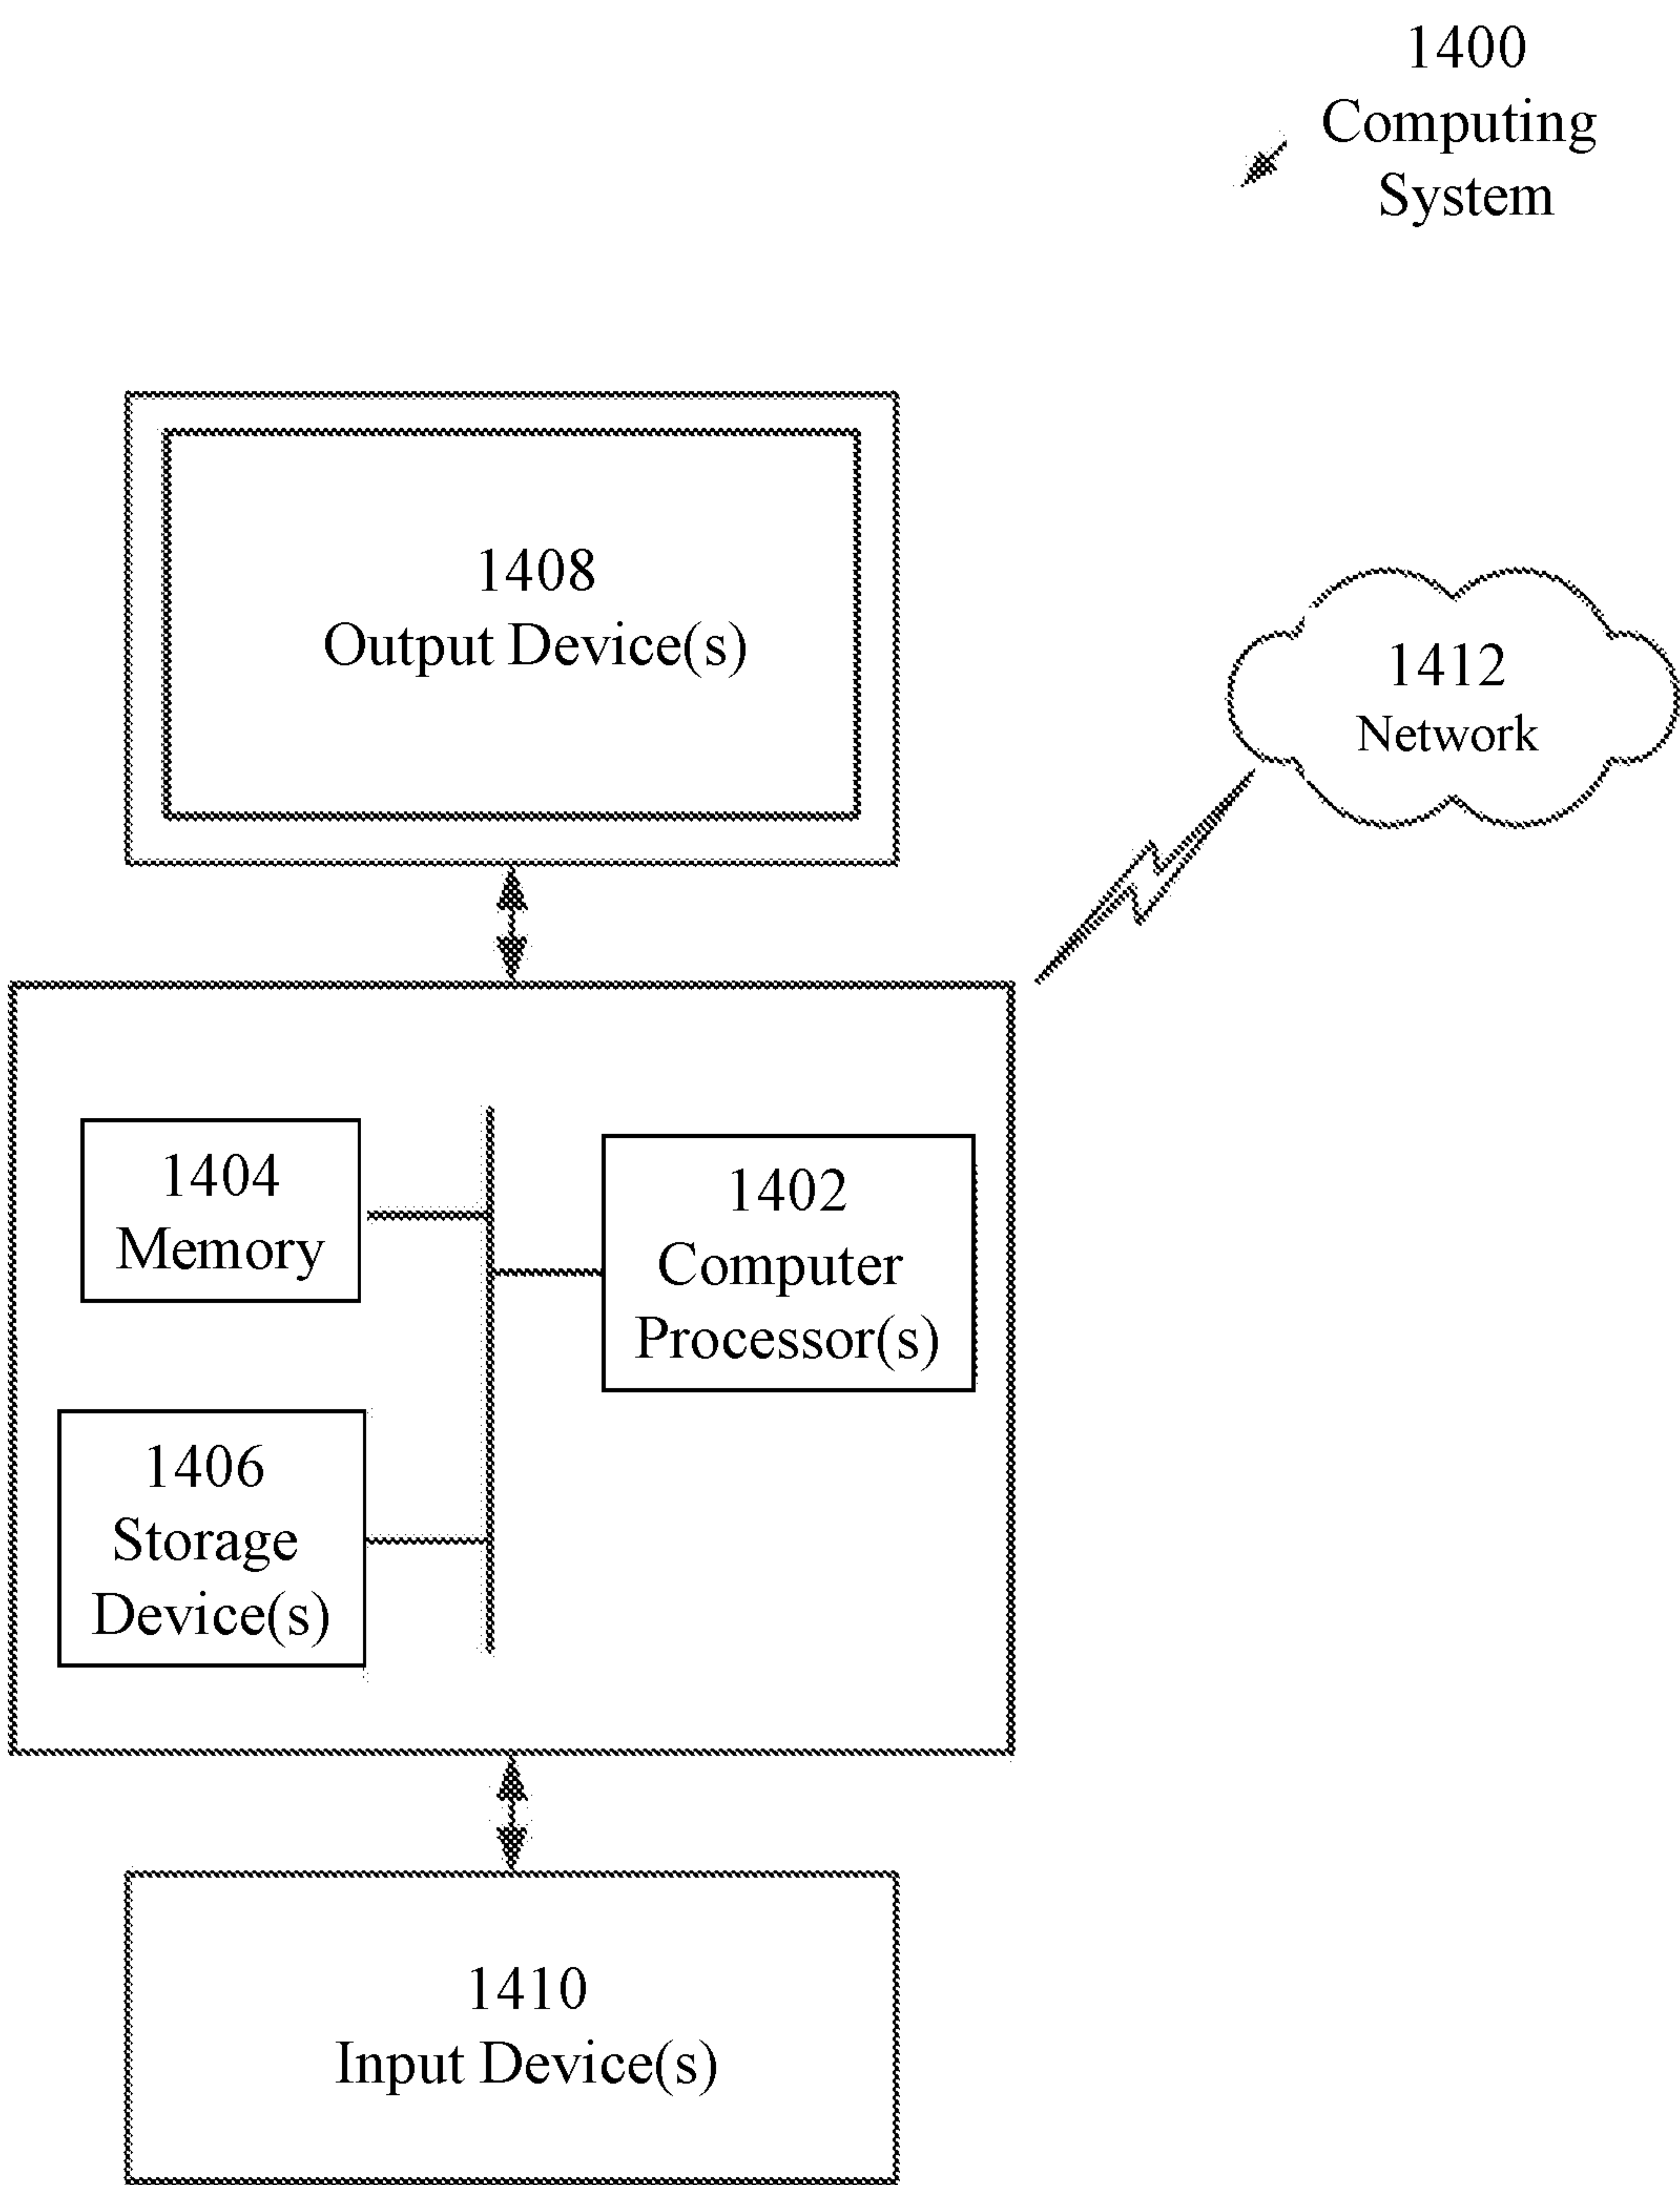 1400
Computing
System
1408
Output Device(s)
1412
Network
1404
Memory
1402
Computer
Processor(s)
1406
Storage
Device(s)
1410
Input Device(s)